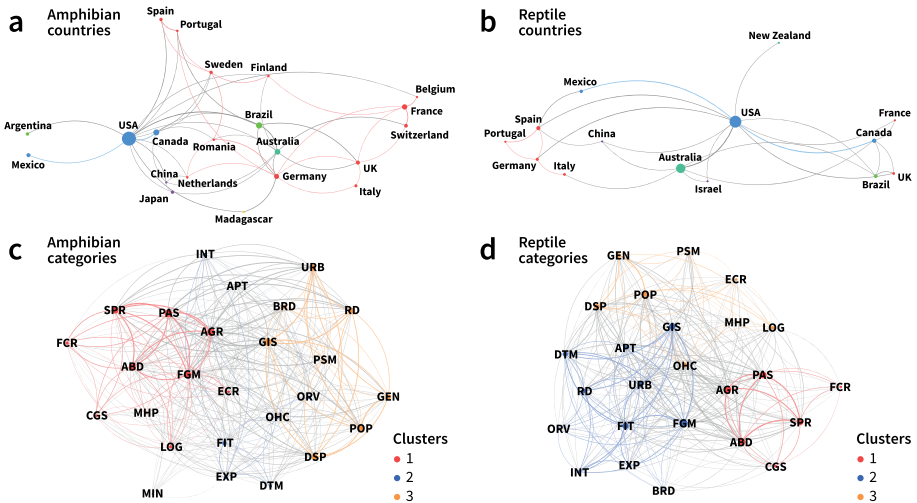 a
Amphibian
countries
Spain
Portugal
Sweden
Finland
Belgium
France
Switzerland
Argentina
USA
Canada
Brazil
Australia
Romania
Mexico
China
Netherlands
Germany
UK
Italy
Japan
Madagascar
b
Reptile
countries
New Zealand
Mexico
USA
Spain
France
Portugal
China
Canada
Germany
Italy
Australia
Israel
Brazil
UK
c
Amphibian
categories
INT
URB
APT
SPR
PAS
BRD
RD
AGR
FCR
GIS
ABD
FGM
PSM
ECR
ORV
GEN
CGS
MHP
OHC
POP
LOG
FIT
DSP
EXP
DTM
MIN
Clusters
1
2
3
d
Reptile
categories
GEN
PSM
ECR
POP
DSP
GIS
MHP
LOG
DTM
APT
OHC
PAS
RD
URB
AGR
FCR
ORV
FIT
FGM
SPR
ABD
INT
EXP
CGS
BRD
Clusters
1
2
3